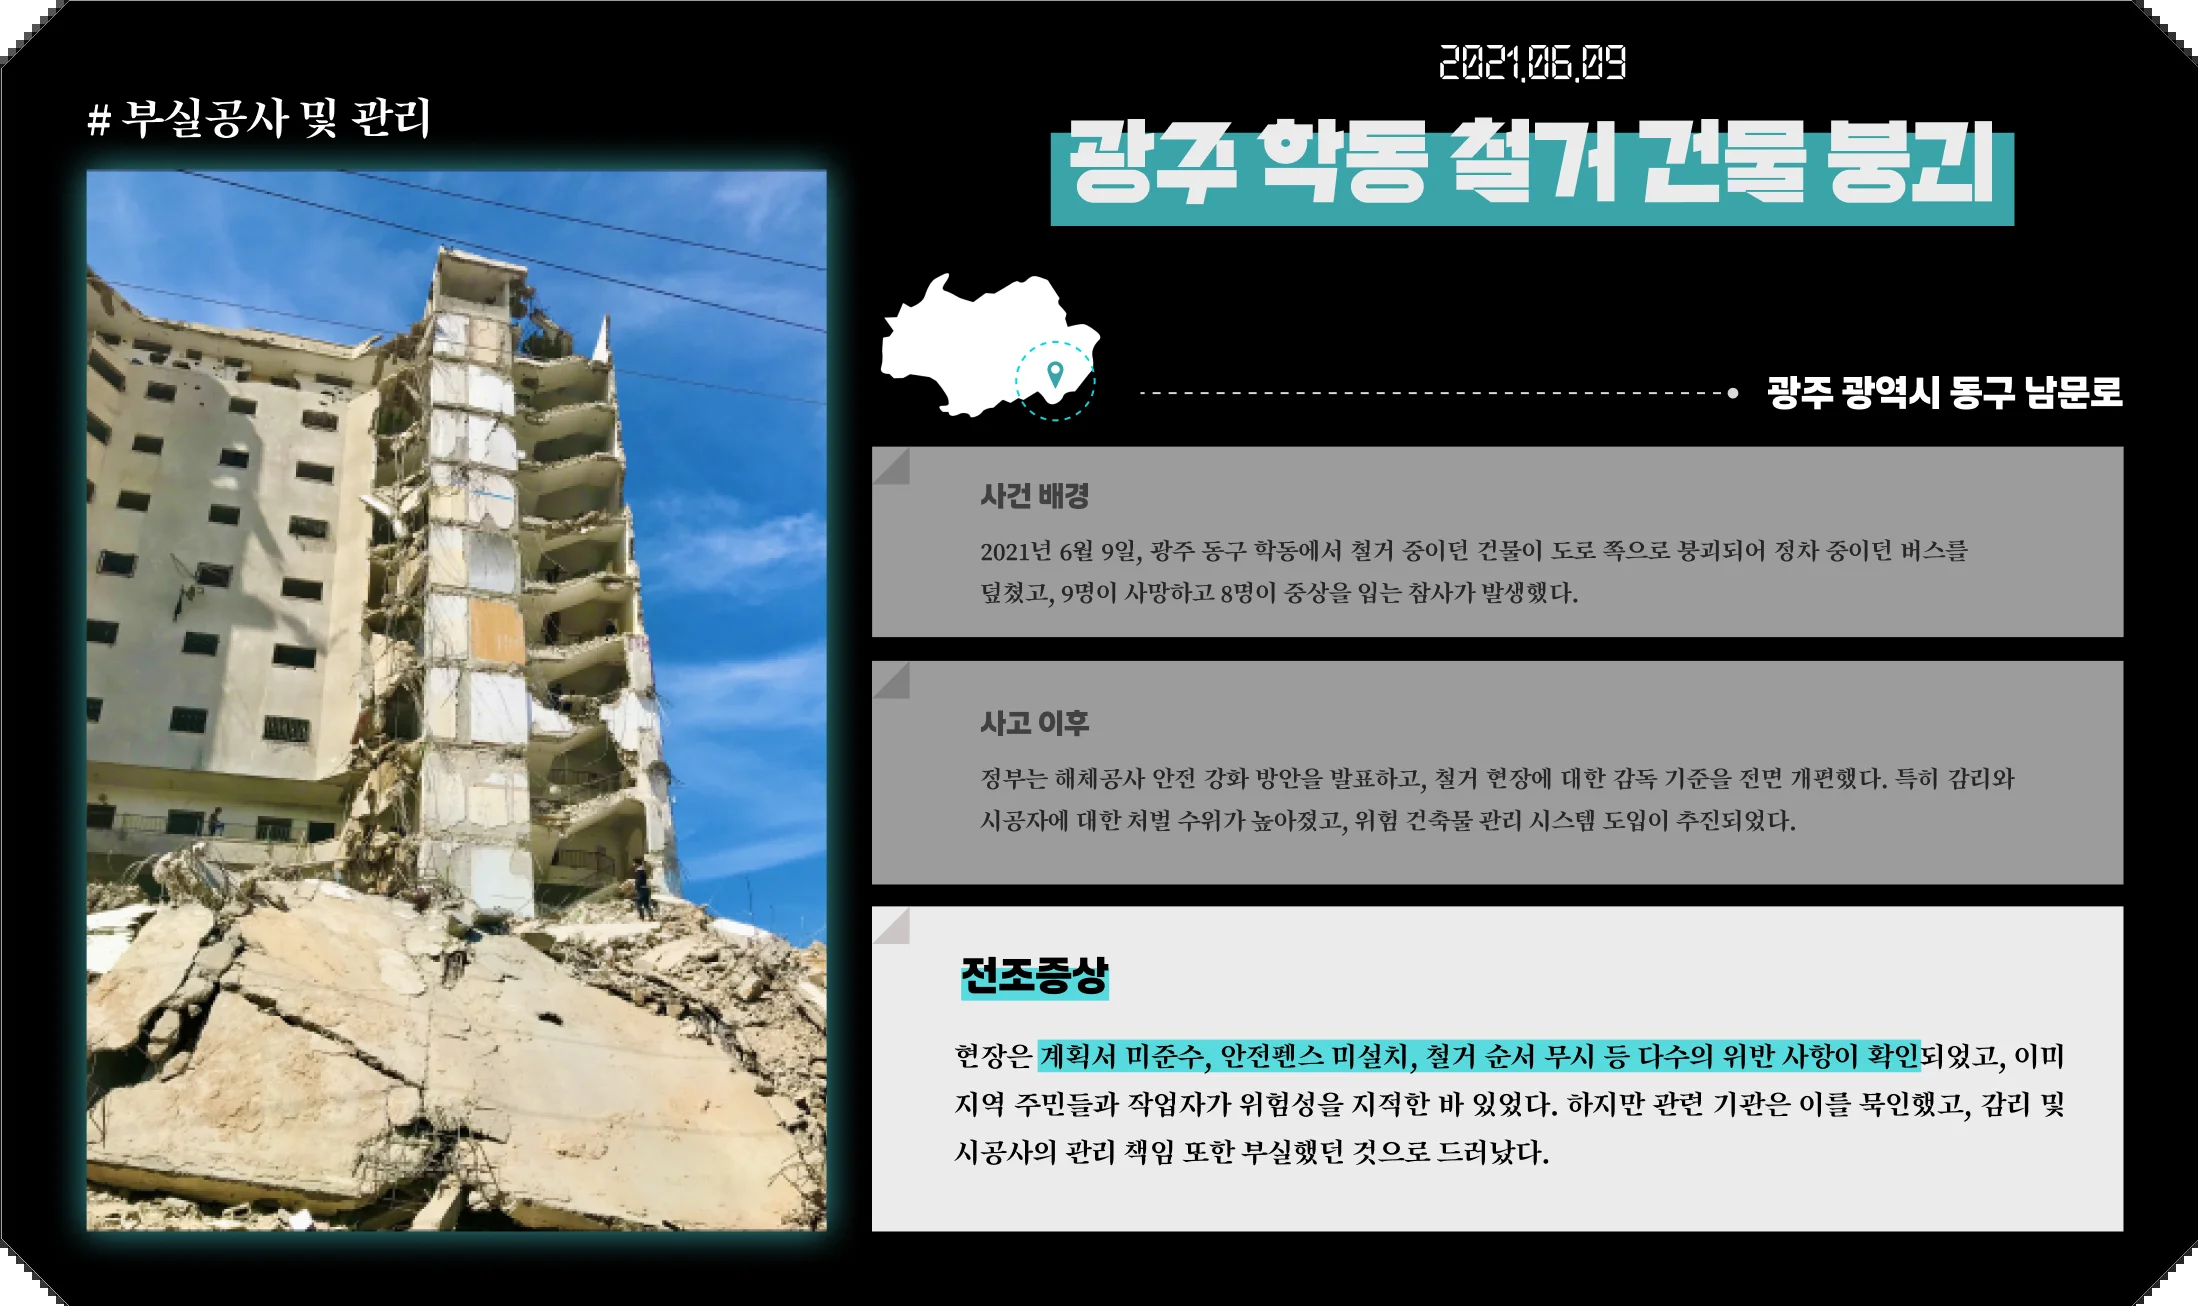 # 부실공사 및 관리
2021.06.09
광주 학동 철거 건물 붕괴
광주 광역시 동구 남문로
사건 배경
2021년 6월 9일, 광주 동구 학동에서 철거 중이던 건물이 도로 쪽으로 붕괴되어 정차 중이던 버스를
덮쳤고, 9명이 사망하고 8명이 중상을 입는 참사가 발생했다.
사고 이후
정부는 해체공사 안전 강화 방안을 발표하고, 철거 현장에 대한 감독 기준을 전면 개편했다. 특히 감리와
시공자에 대한 처벌 수위가 높아졌고, 위험 건축물 관리 시스템 도입이 추진되었다.
전조증상
현장은 계획서 미준수, 안전펜스 미설치, 철거 순서 무시 등 다수의 위반 사항이 확인되었고, 이미
지역 주민들과 작업자가 위험성을 지적한 바 있었다. 하지만 관련 기관은 이를 묵인했고, 감리 및
시공사의 관리 책임 또한 부실했던 것으로 드러났다.